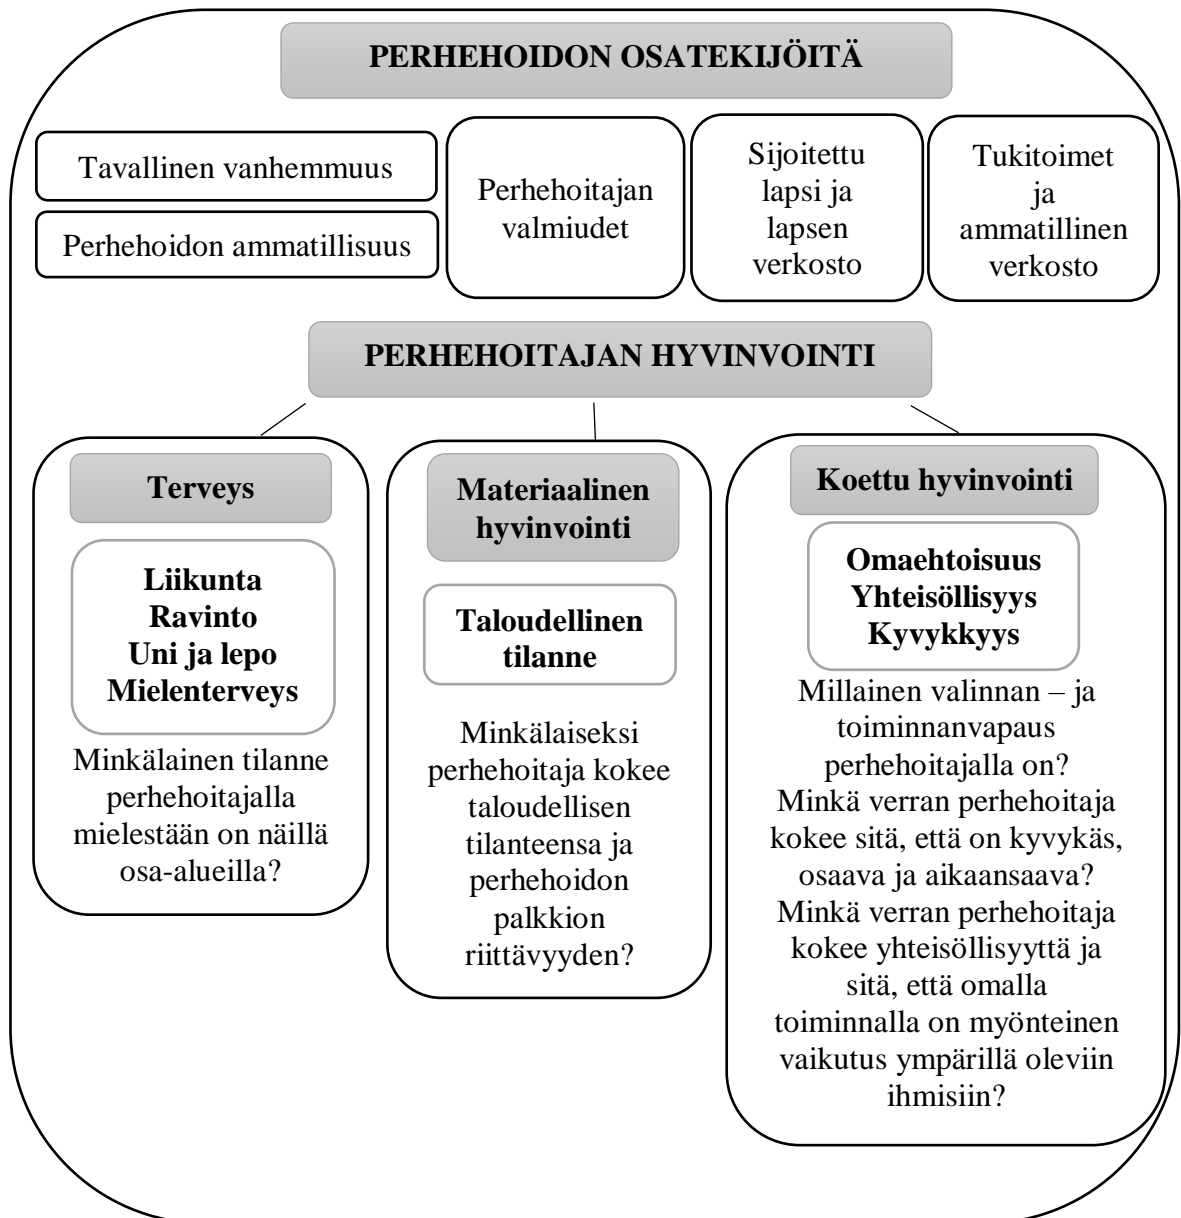 PERHEHOIDON OSATEKIJÖITÄ
Tavallinen vanhemmuus
Perhehoidon ammatillisuus
Perhehoitajan
valmiudet
Sijoitettu
lapsi ja
lapsen
verkosto
Tukitoimet
ja
ammatillinen
verkosto
PERHEHOITAJAN HYVINVOINTI
Terveys
Liikunta
Ravinto
Uni ja lepo
Mielenterveys
Minkälainen tilanne
perhehoitajalla
mielestään on näillä
osa-alueilla?
Materiaalinen
hyvinvointi
Taloudellinen
tilanne
Minkälaiseksi
perhehoitaja kokee
taloudellisen
tilanteensa ja
perhehoidon
palkkion
riittävyyden?
Koettu hyvinvointi
Omaehtoisuus
Yhteisöllisyys
Kyvykkyys
Millainen valinnan – ja
toiminnanvapaus
perhehoitajalla on?
Minkä verran perhehoitaja
kokee sitä, että on kyvykäs,
osaava ja aikaansaava?
Minkä verran perhehoitaja
kokee yhteisöllisyyttä ja
sitä, että omalla
toiminnalla on myönteinen
vaikutus ympärillä oleviin
ihmisiin?